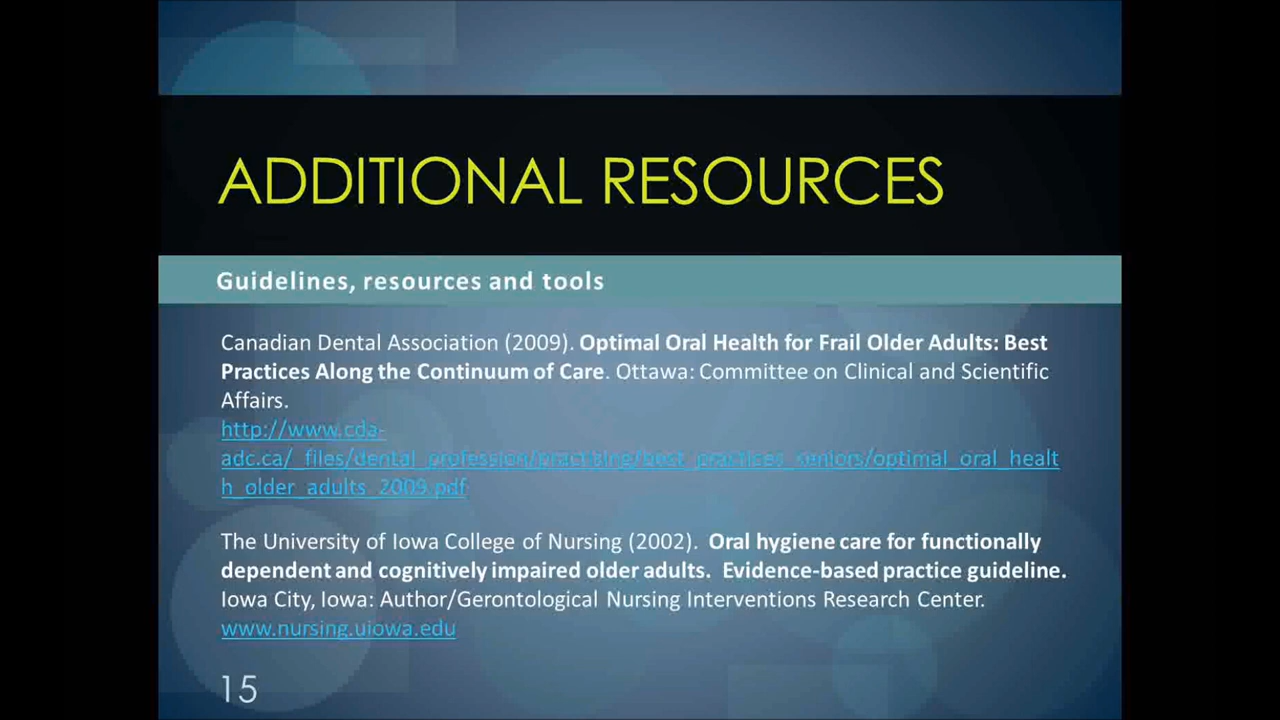 ADDITIONAL RESOURCES
Guidelines, resources and tools
Canadian Dental Association (2009). Optimal Oral Health for Frail Older Adults: Best
Practices Along the Continuum of Care. Ottawa: Committee on Clinical and Scientific
Affairs.
http://www.cda-
adc.ca/_files/dental_profession/practising/best_practices_seniors/optimal_oral_healt
h_older_adults_2009.pdf
The University of Iowa College of Nursing (2002). Oral hygiene care for functionally
dependent and cognitively impaired older adults. Evidence-based practice guideline.
Iowa City, Iowa: Author/Gerontological Nursing Interventions Research Center.
www.nursing.uiowa.edu
15